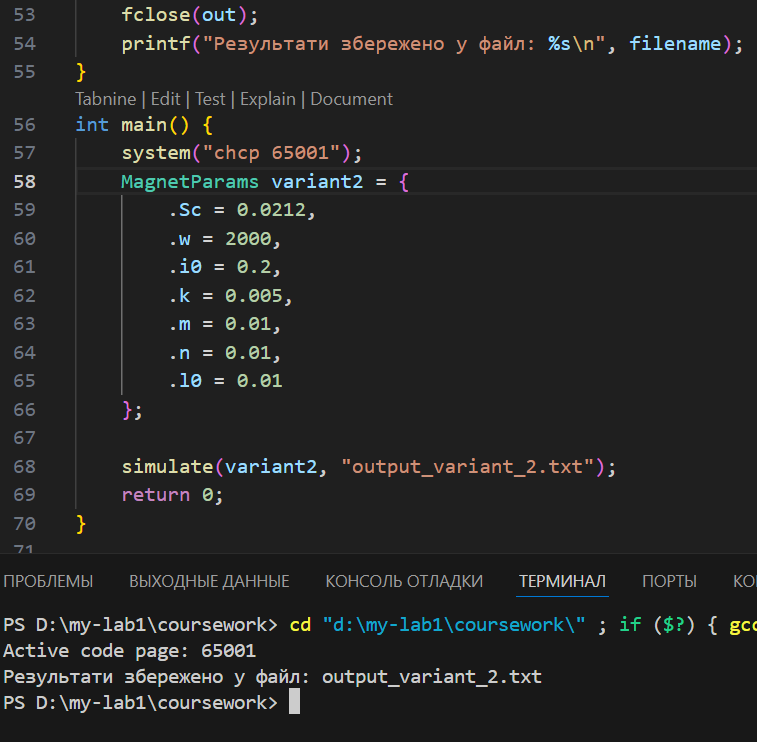 53 fclose(out);
54 printf("Результати збережено у файл: %s\n", filename);
55 }
Tabnine | Edit | Test | Explain | Document
56 int main() {
57 system("chcp 65001");
58 MagnetParams variant2 = {
59 .Sc = 0.0212,
60 .w = 2000,
61 .i0 = 0.2,
62 .k = 0.005,
63 .m = 0.01,
64 .n = 0.01,
65 .l0 = 0.01
66 };
67
68 simulate(variant2, "output_variant_2.txt");
69 return 0;
70 }
71
ПРОБЛЕМЫ ВЫХОДНЫЕ ДАННЫЕ КОНСОЛЬ ОТЛАДКИ ТЕРМИНАЛ ПОРТЫ КО
PS D:\my-lab1\coursework> cd "d:\my-lab1\coursework\" ; if ($?) { gcc
Active code page: 65001
Результати збережено у файл: output_variant_2.txt
PS D:\my-lab1\coursework>